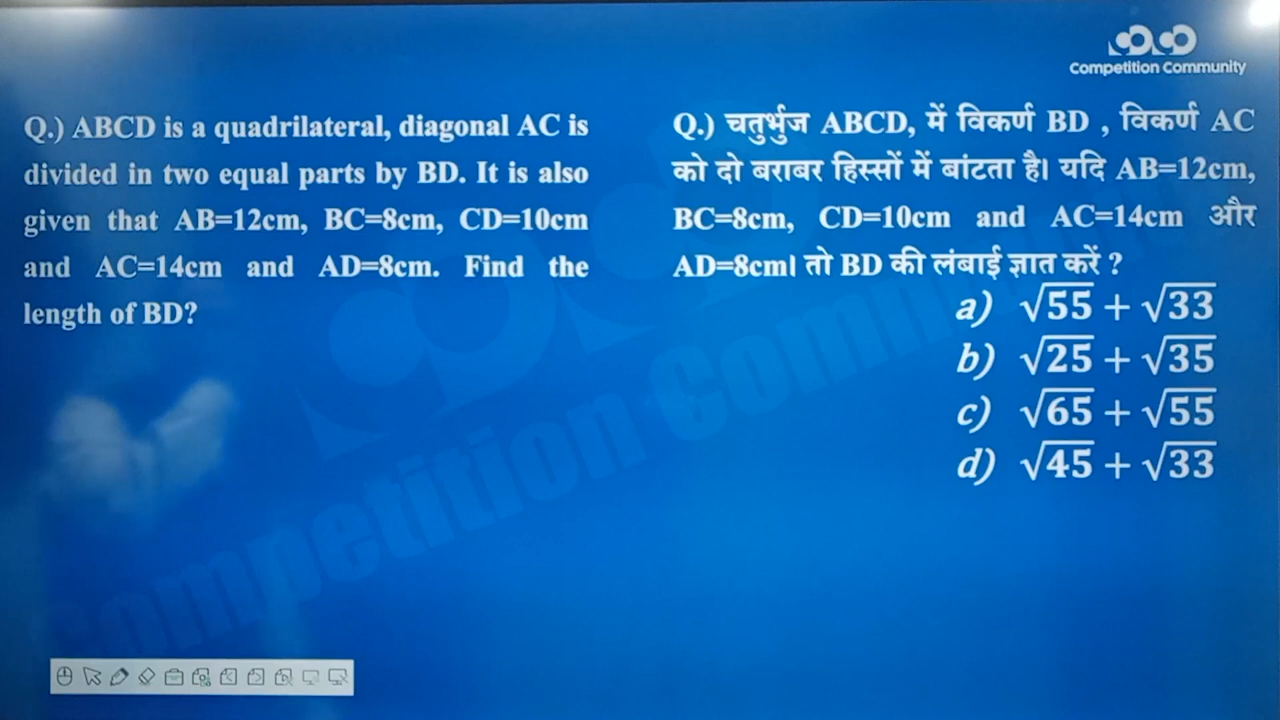 Competition Community
Q.) ABCD is a quadrilateral, diagonal AC is
divided in two equal parts by BD. It is also
given that AB=12cm, BC=8cm, CD=10cm
and AC=14cm and AD=8cm. Find the
length of BD?
Q.) चतुर्भुज ABCD, में विकर्ण BD , विकर्ण AC
को दो बराबर हिस्सों में बांटता है। यदि AB=12cm,
BC=8cm, CD=10cm and AC=14cm और
AD=8cm। तो BD की लंबाई ज्ञात करें ?
a) √55 + √33
b) √25 + √35
c) √65 + √55
d) √45 + √33
Competition Community